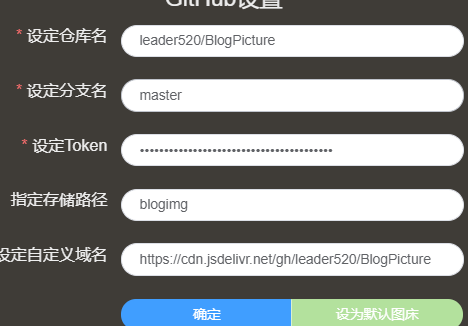 GitHub设置
* 设定仓库名
leader520/BlogPicture
* 设定分支名
master
* 设定Token
••••••••••••••••••••••••••••••••••••••••
指定存储路径
blogimg
设定自定义域名
https://cdn.jsdelivr.net/gh/leader520/BlogPicture
确定
设为默认图床